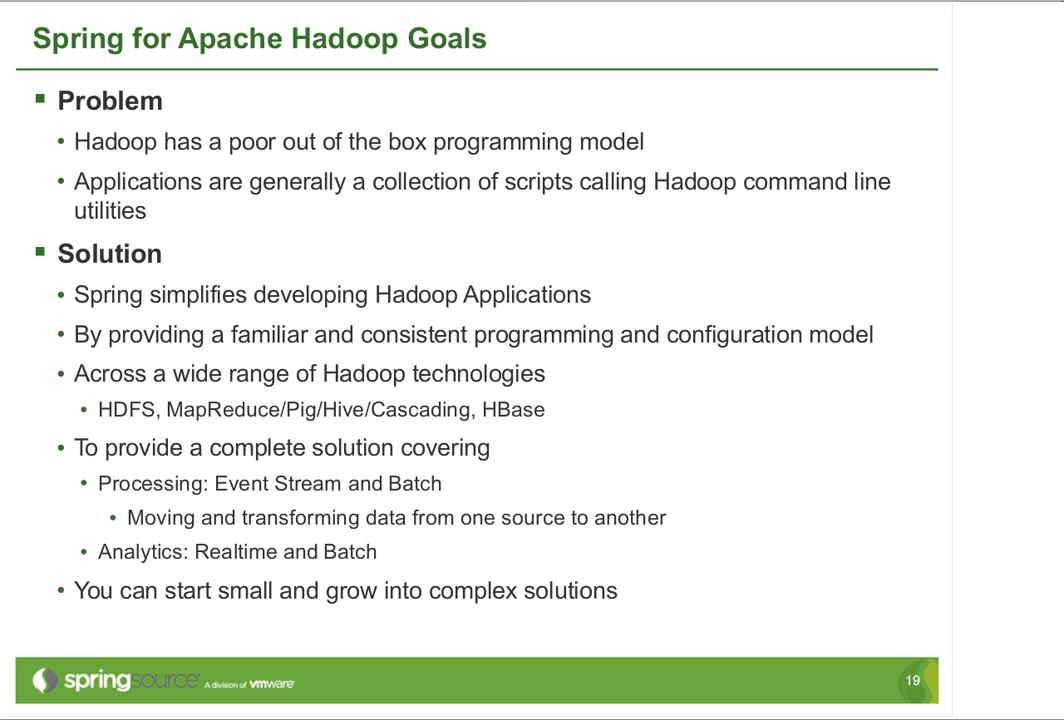 Spring for Apache Hadoop Goals
Problem
Hadoop has a poor out of the box programming model
Applications are generally a collection of scripts calling Hadoop command line
utilities
Solution
Spring simplifies developing Hadoop Applications
By providing a familiar and consistent programming and configuration model
Across a wide range of Hadoop technologies
HDFS, MapReduce/Pig/Hive/Cascading, HBase
To provide a complete solution covering
Processing: Event Stream and Batch
Moving and transforming data from one source to another
Analytics: Realtime and Batch
You can start small and grow into complex solutions
springsource A division of vmware
19